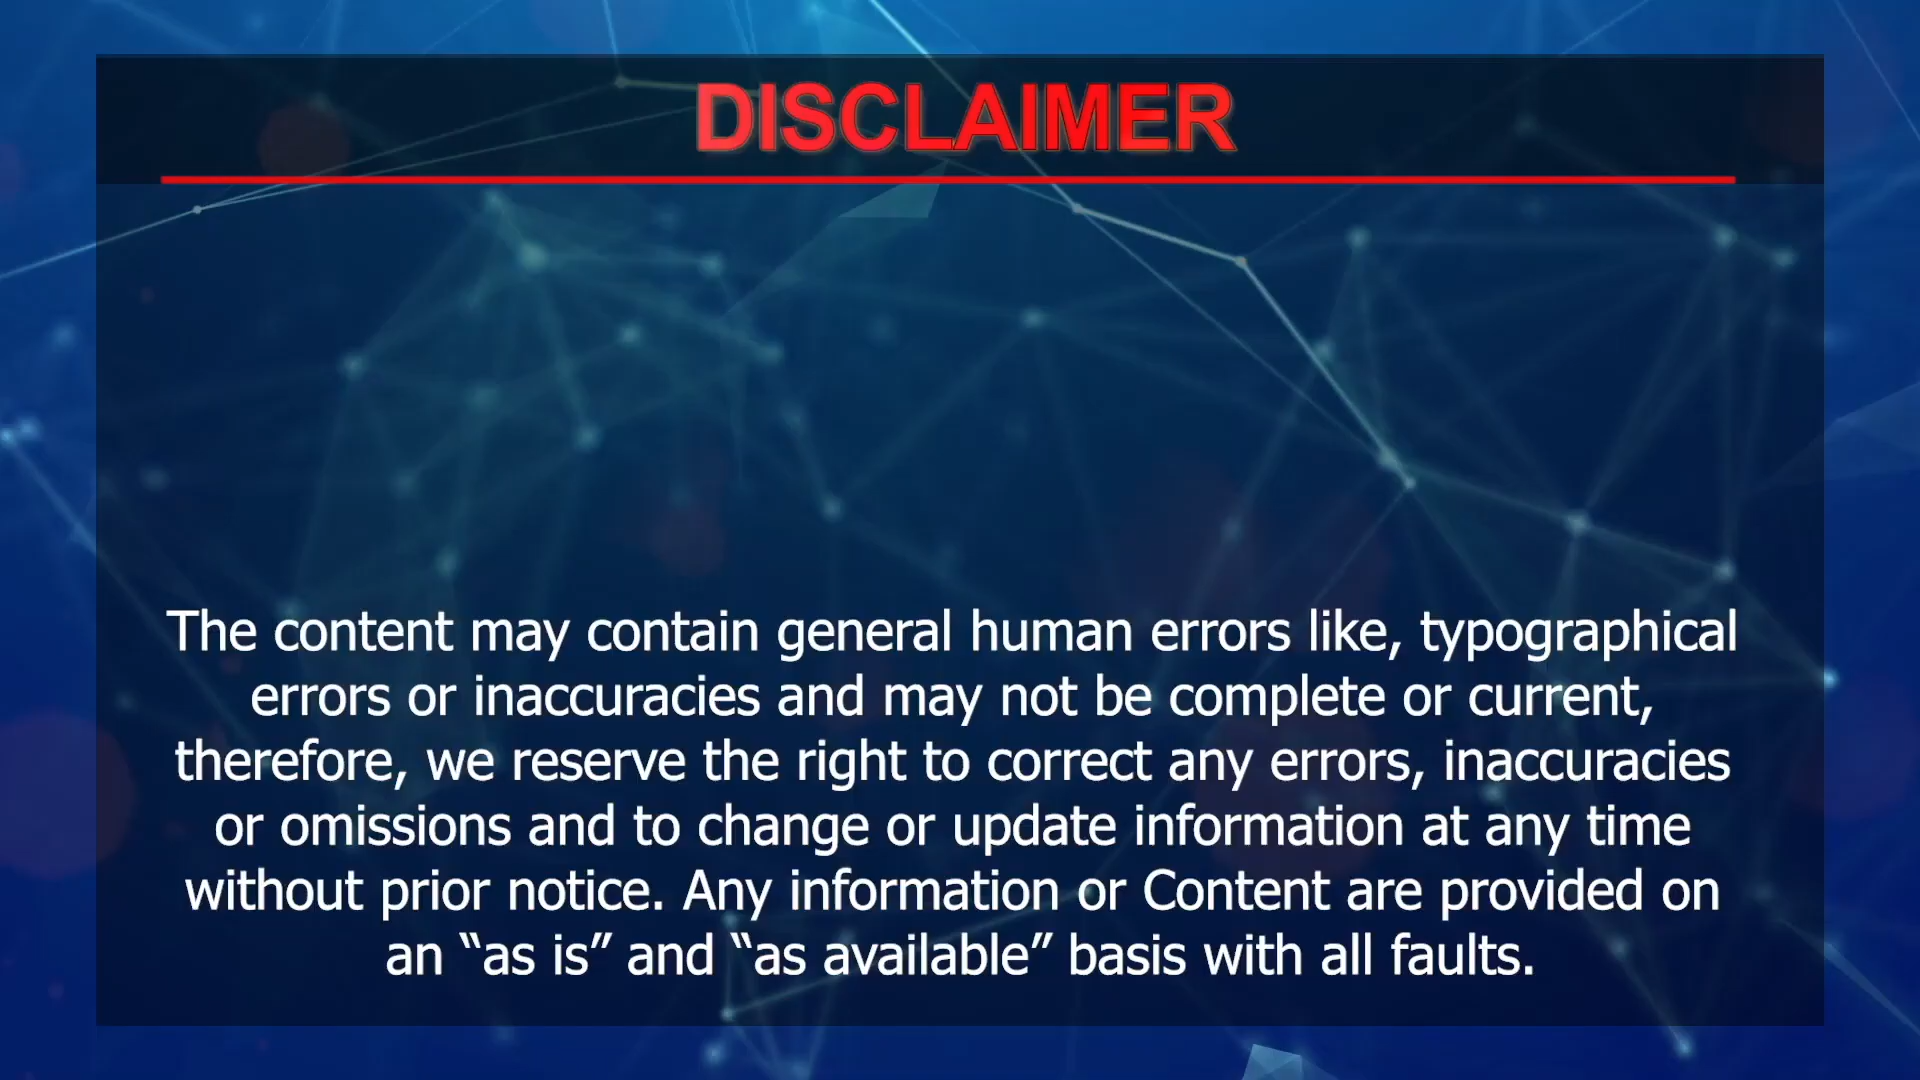 DISCLAIMER
The content may contain general human errors like, typographical
errors or inaccuracies and may not be complete or current,
therefore, we reserve the right to correct any errors, inaccuracies
or omissions and to change or update information at any time
without prior notice. Any information or Content are provided on
an “as is” and “as available” basis with all faults.